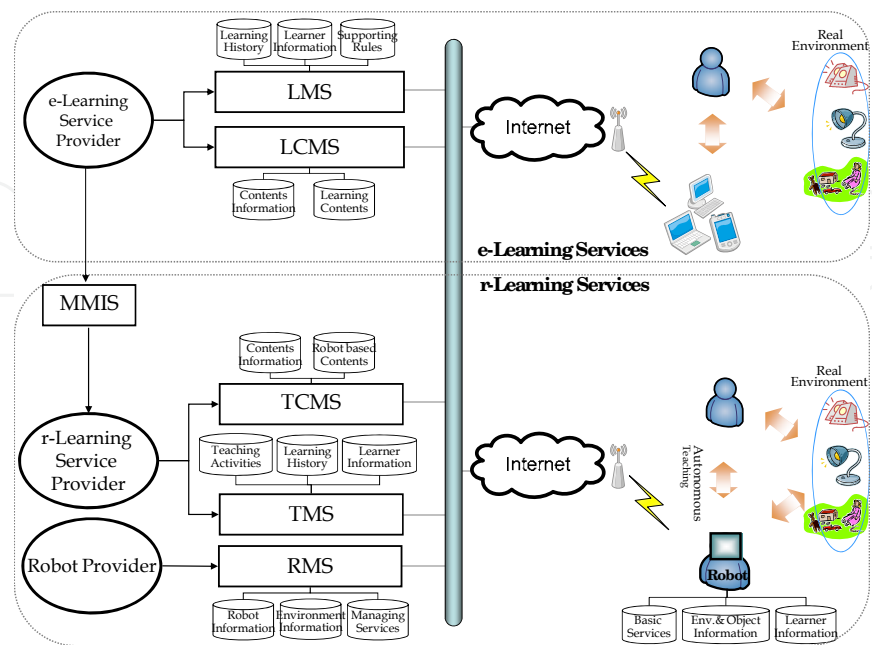 Learning
History
Learner
Information
Supporting
Rules
Real
Environment
e-Learning
Service
Provider
LMS
LCMS
Internet
Contents
Information
Learning
Contents
e-Learning Services
r-Learning Services
MMIS
Contents
Information
Robot based
Contents
Real
Environment
TCMS
r-Learning
Service
Provider
Teaching
Activities
Learning
History
Learner
Information
Internet
Autonomous
Teaching
TMS
Robot Provider
RMS
Robot
Robot
Information
Environment
Information
Managing
Services
Basic
Services
Env.& Object
Information
Learner
Information